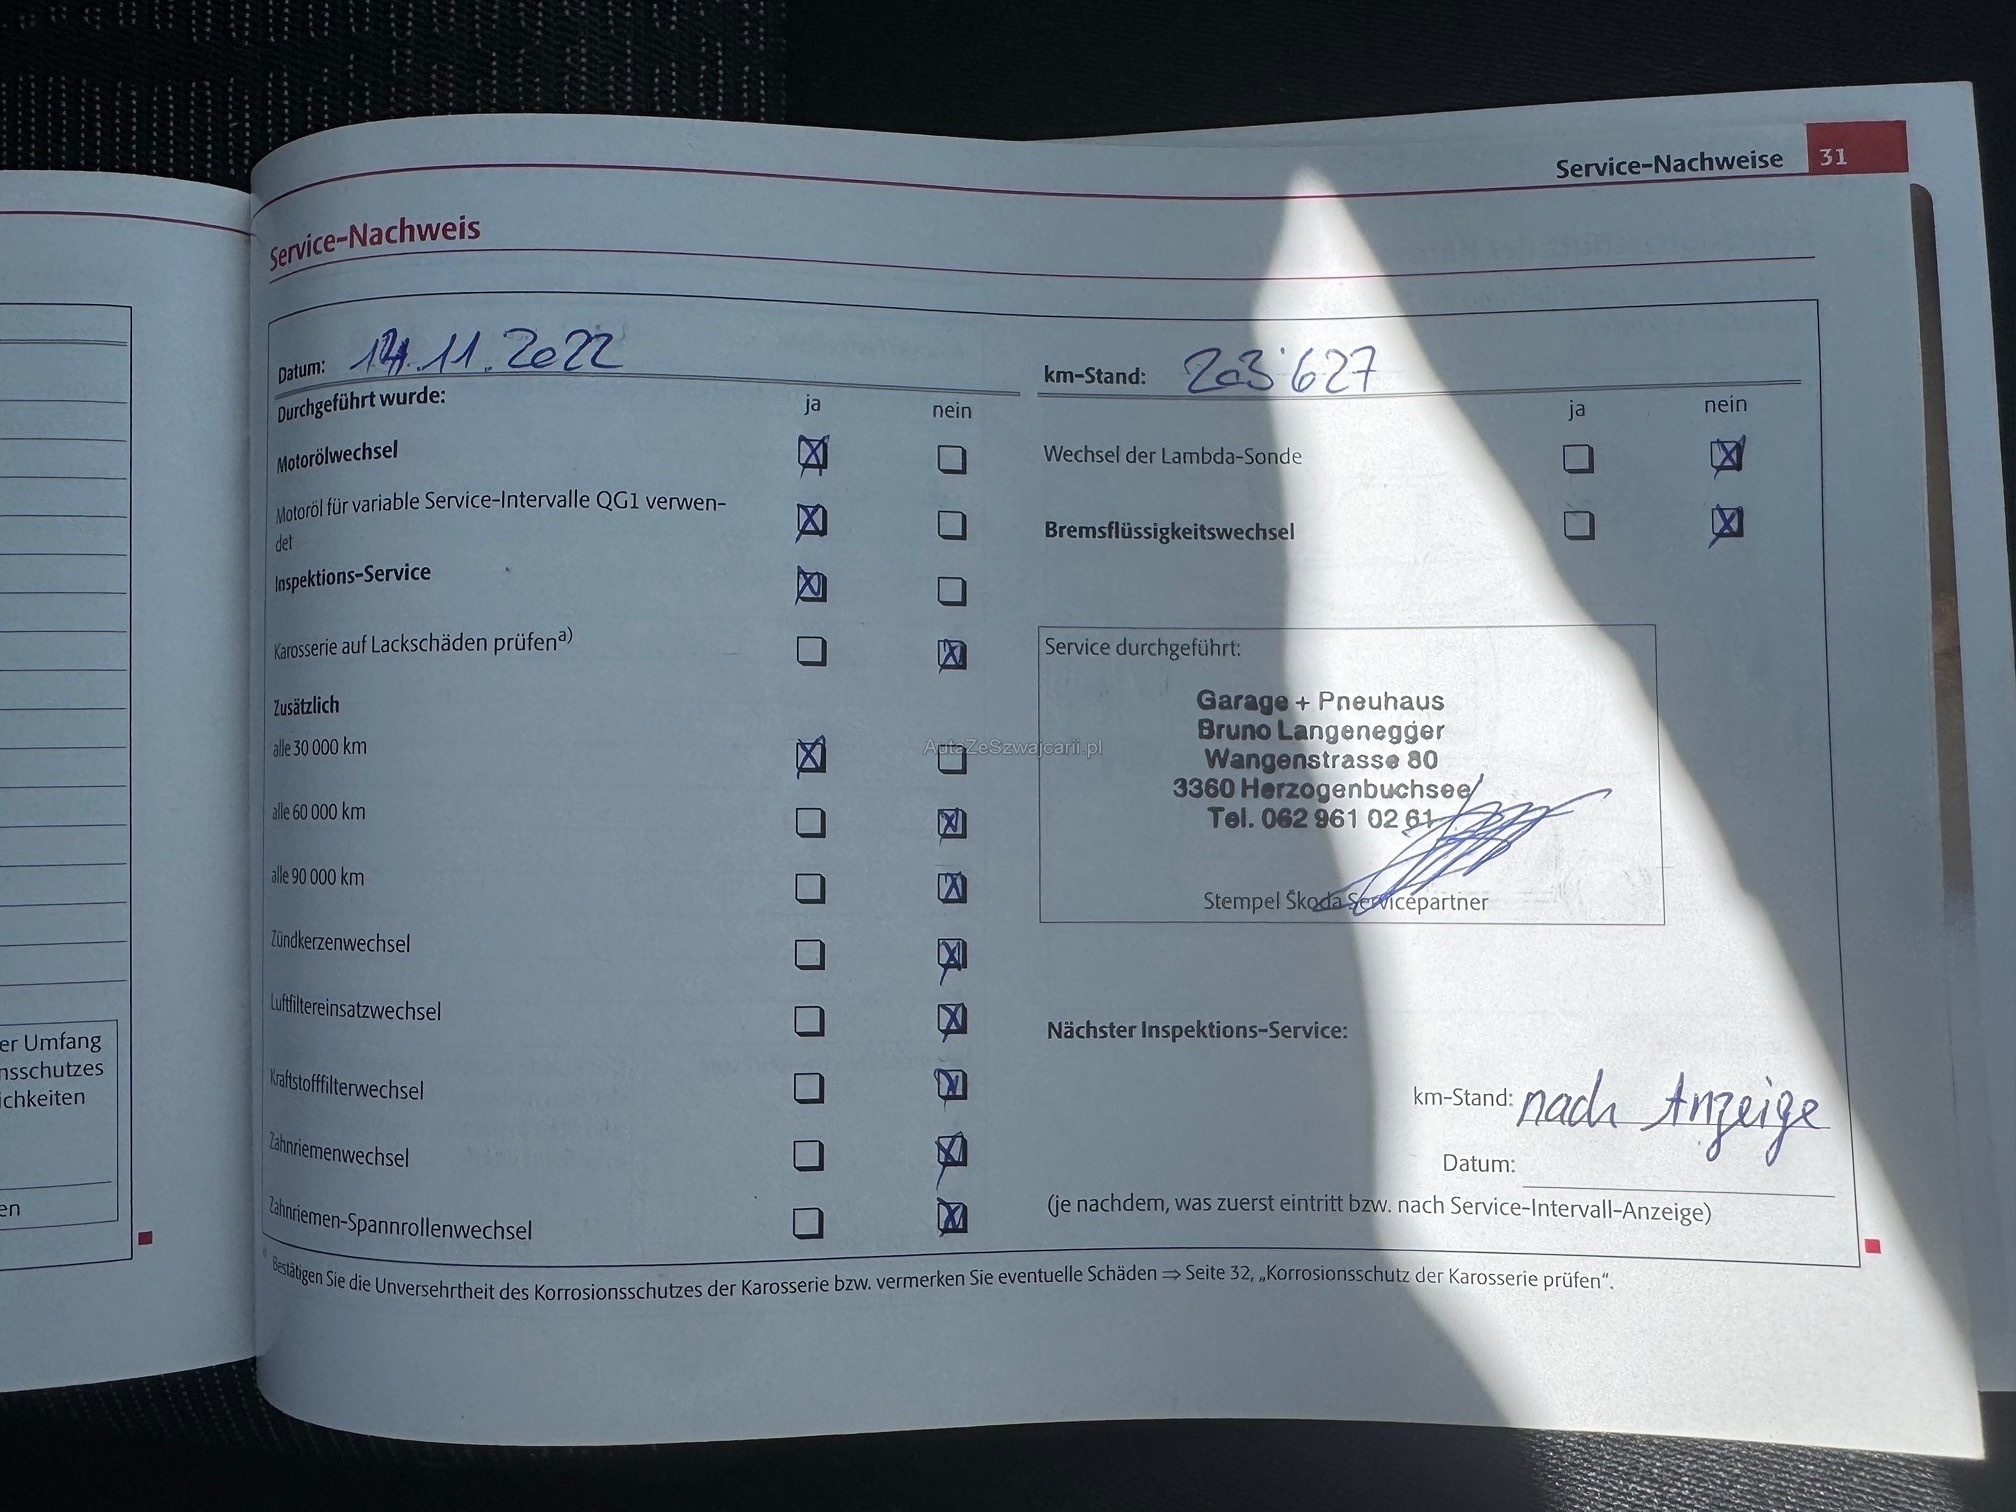 Service-Nachweise 31
Service-Nachweis
Datum: 11.2022
km-Stand: 203'627
Durchgeführt wurde:
ja nein
ja nein
Motorölwechsel
Wechsel der Lambda-Sonde
Motoröl für variable Service-Intervalle QG1 verwen-
det
Bremsflüssigkeitswechsel
Inspektions-Service
Karosserie auf Lackschäden prüfen a)
Service durchgeführt:
Garage + Pneuhaus
Bruno Langenegger
Wangenstrasse 80
3360 Herzogenbuchsee
Tel. 062 961 02 61
Stempel Škoda Servicepartner
Zusätzlich
alle 30 000 km
AutaZeSzwajcarii.pl
alle 60 000 km
alle 90 000 km
Zündkerzenwechsel
Luftfiltereinsatzwechsel
Nächster Inspektions-Service:
Kraftstofffilterwechsel
km-Stand: nach Anzeige
Zahnriemenwechsel
Datum:
Zahnriemen-Spannrollenwechsel
(je nachdem, was zuerst eintritt bzw. nach Service-Intervall-Anzeige)
Bestätigen Sie die Unversehrtheit des Korrosionsschutzes der Karosserie bzw. vermerken Sie eventuelle Schäden ⇒ Seite 32, „Korrosionsschutz der Karosserie prüfen“.
er Umfang
nsschutzes
ichkeiten
en